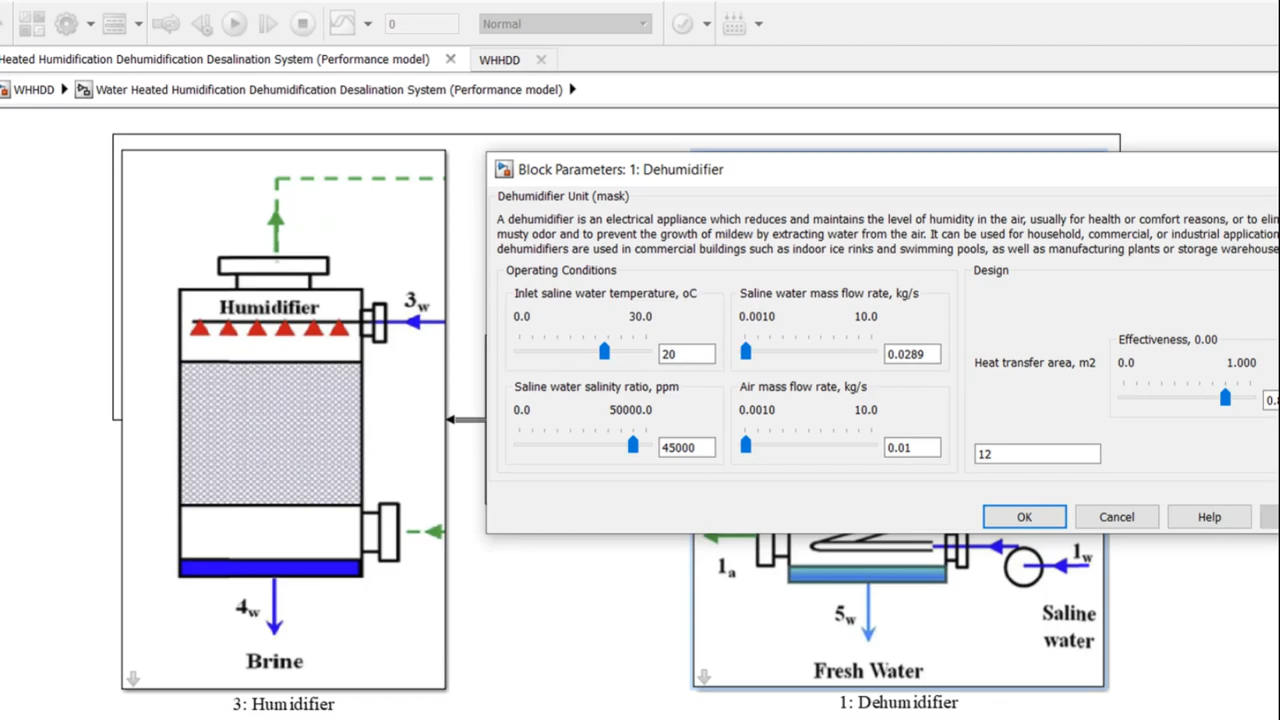 0
Normal
Heated Humidification Dehumidification Desalination System (Performance model)
WHHDD
WHHDD
Water Heated Humidification Dehumidification Desalination System (Performance model)
Humidifier
3w
4w
Brine
3: Humidifier
Block Parameters: 1: Dehumidifier
Dehumidifier Unit (mask)
A dehumidifier is an electrical appliance which reduces and maintains the level of humidity in the air, usually for health or comfort reasons, or to
musty odor and to prevent the growth of mildew by extracting water from the air. It can be used for household, commercial, or industrial
dehumidifiers are used in commercial buildings such as indoor ice rinks and swimming pools, as well as manufacturing plants or storage
Operating Conditions
Inlet saline water temperature, oC
0.0 30.0
20
Saline water mass flow rate, kg/s
0.0010 10.0
0.0289
Saline water salinity ratio, ppm
0.0 50000.0
45000
Air mass flow rate, kg/s
0.0010 10.0
0.01
Design
Heat transfer area, m2
12
Effectiveness, 0.00
0.0 1.000
OK
Cancel
Help
1a
1w
5w
Saline
water
Fresh Water
1: Dehumidifier